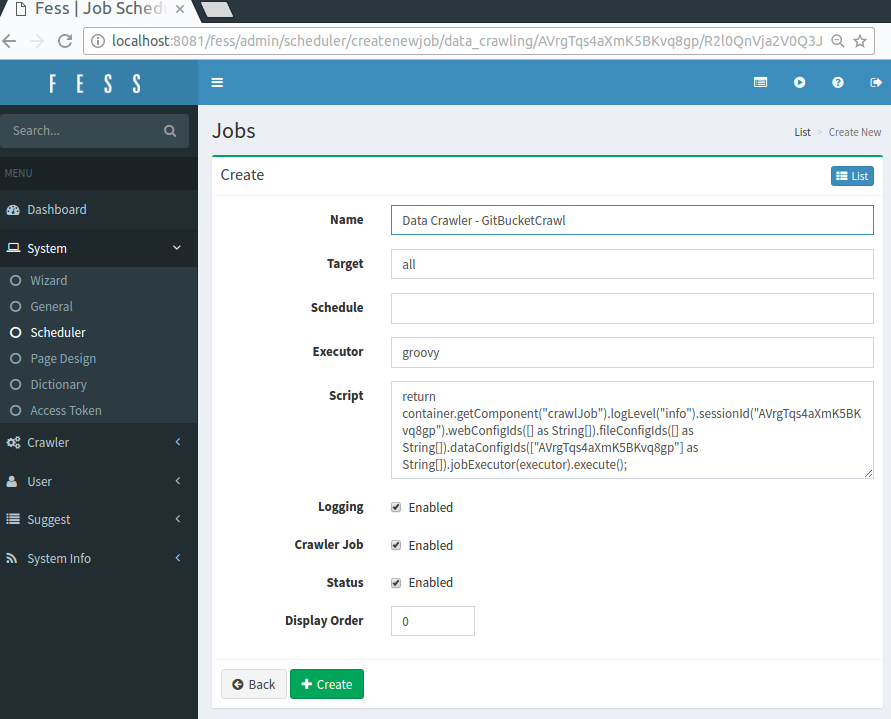 Fess | Job Sched
localhost:8081/fess/admin/scheduler/createnewjob/data_crawling/AVrgTqs4aXmK5BKvq8gp/R2l0QnVja2V0Q3J
FESS
Search...
MENU
Dashboard
System
Wizard
General
Scheduler
Page Design
Dictionary
Access Token
Crawler
User
Suggest
System Info
Jobs
List > Create New
Create
List
Name
Data Crawler - GitBucketCrawl
Target
all
Schedule
Executor
groovy
Script
return
container.getComponent("crawlJob").logLevel("info").sessionId("AVrgTqs4aXmK5BK
vq8gp").webConfigIds([] as String[]).fileConfigIds([] as
String[]).dataConfigIds(["AVrgTqs4aXmK5BKvq8gp"] as
String[]).jobExecutor(executor).execute();
Logging
Enabled
Crawler Job
Enabled
Status
Enabled
Display Order
0
Back
Create